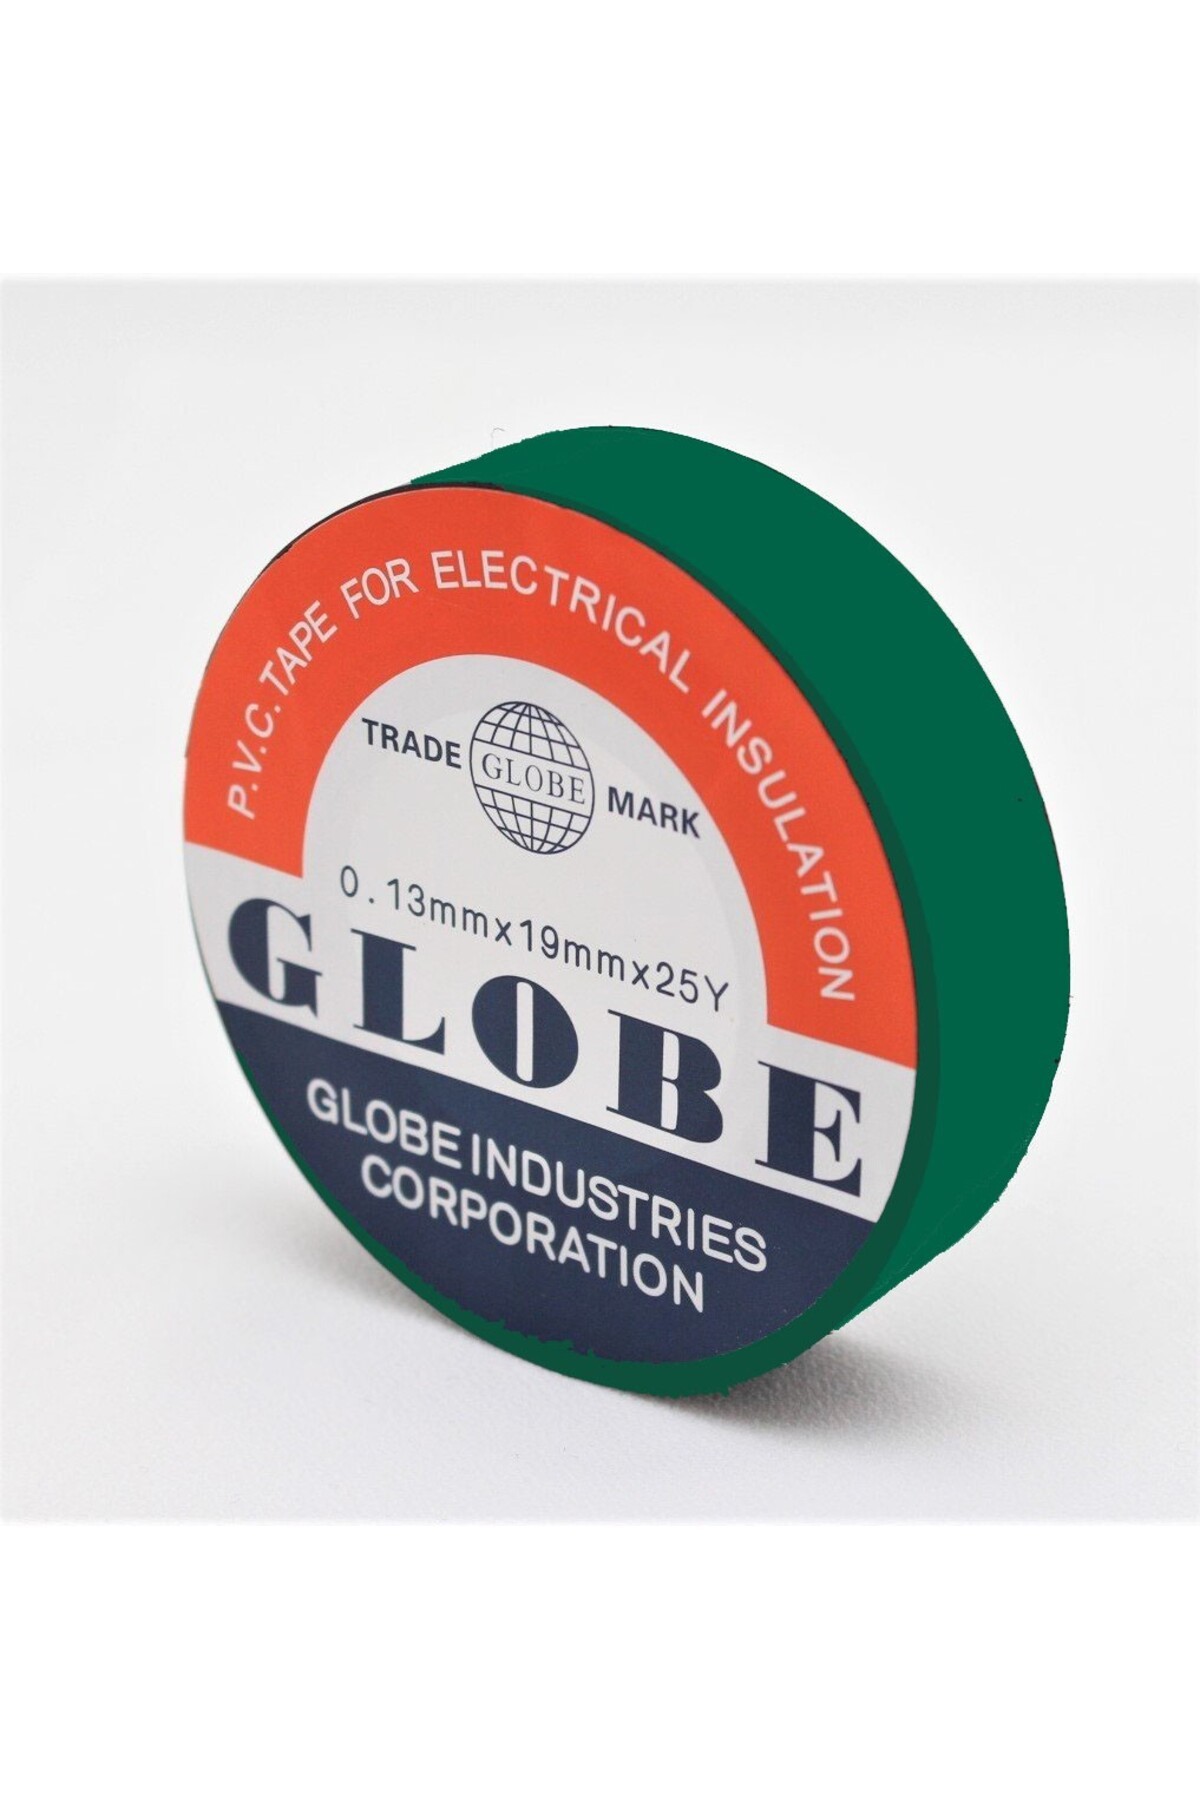 P.V.C. TAPE FOR ELECTRICAL INSULATION
TRADE GLOBE MARK
0.13mmx19mmx25Y
GLOBE
GLOBE INDUSTRIES
CORPORATION